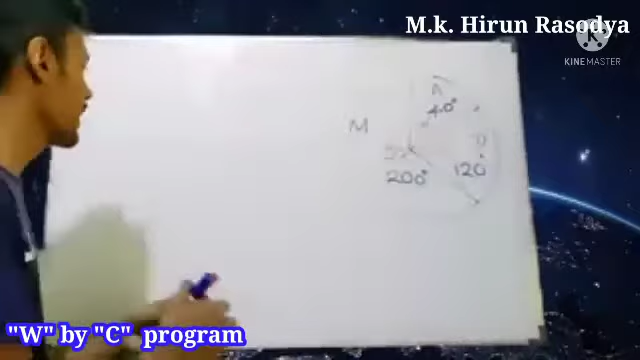 M.k. Hirun Rasodya
KINEMASTER
A
40°
M
120°
200°
"W" by "C" program